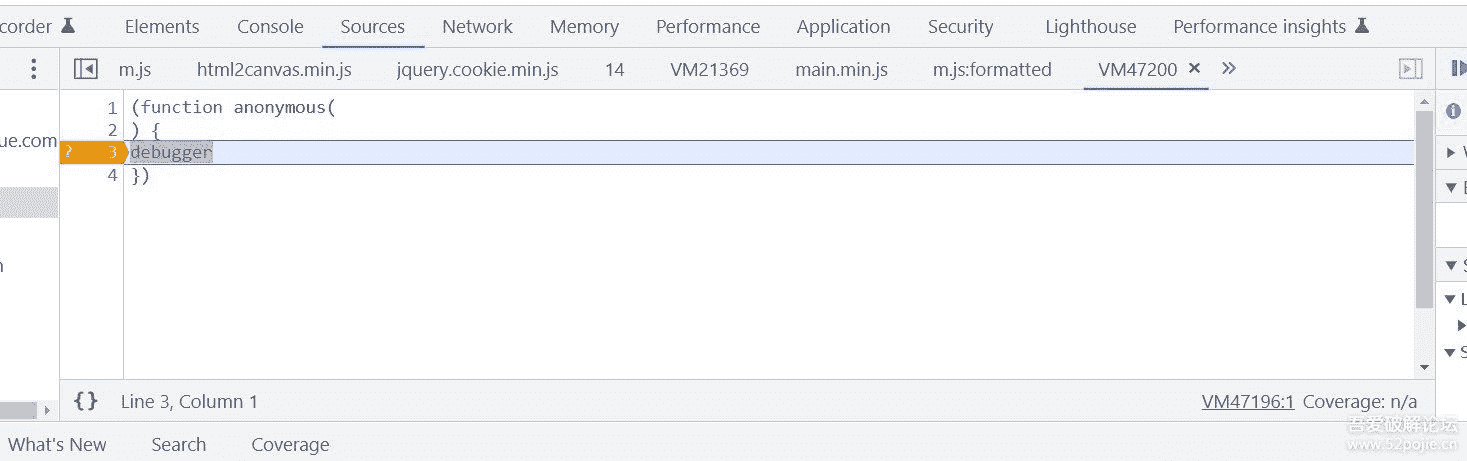 corder Elements Console Sources Network Memory Performance Application Security Lighthouse Performance insights
m.js html2canvas.min.js jquery.cookie.min.js 14 VM21369 main.min.js m.js:formatted VM47200 × »
1 (function anonymous(
2 ) {
ue.com
? 3 debugger
4 })
{} Line 3, Column 1 VM47196:1 Coverage: n/a
What's New Search Coverage
吾爱破解论坛
www.52pojie.cn